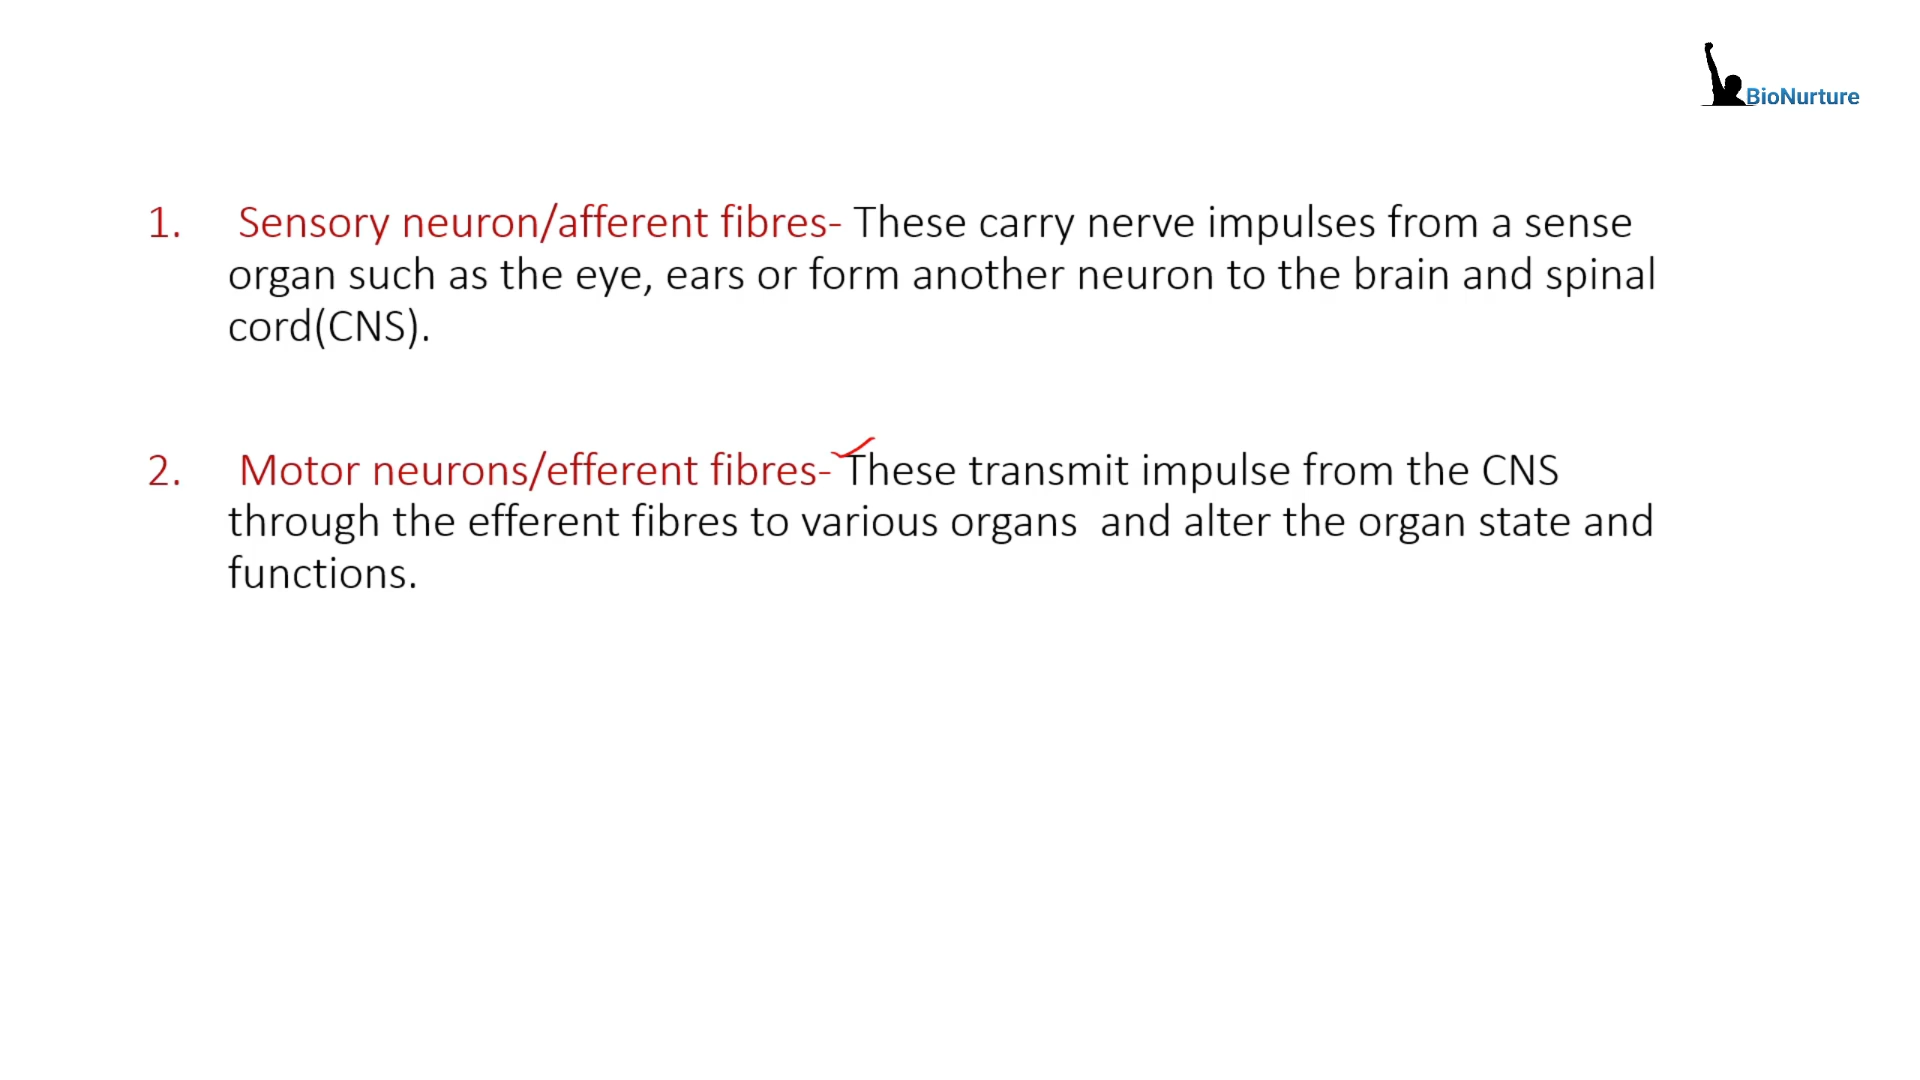 BioNurture
1. Sensory neuron/afferent fibres- These carry nerve impulses from a sense
organ such as the eye, ears or form another neuron to the brain and spinal
cord(CNS).
2. Motor neurons/efferent fibres- These transmit impulse from the CNS
through the efferent fibres to various organs and alter the organ state and
functions.